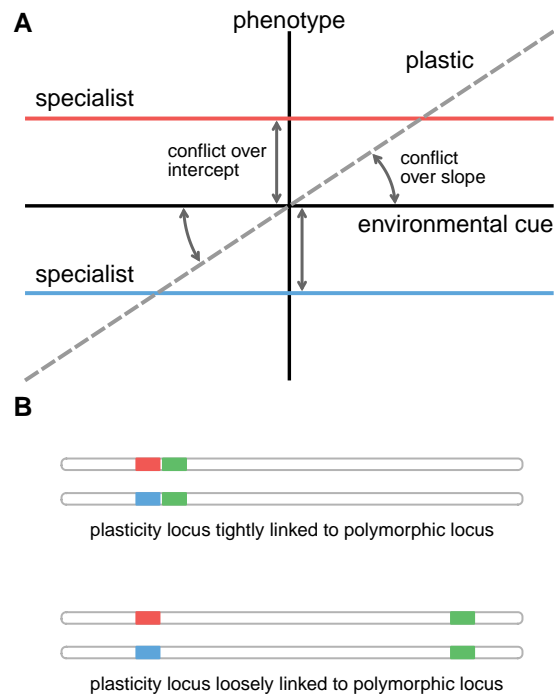 A
phenotype
plastic
specialist
conflict over
intercept
conflict
over slope
environmental cue
specialist
B
plasticity locus tightly linked to polymorphic locus
plasticity locus loosely linked to polymorphic locus